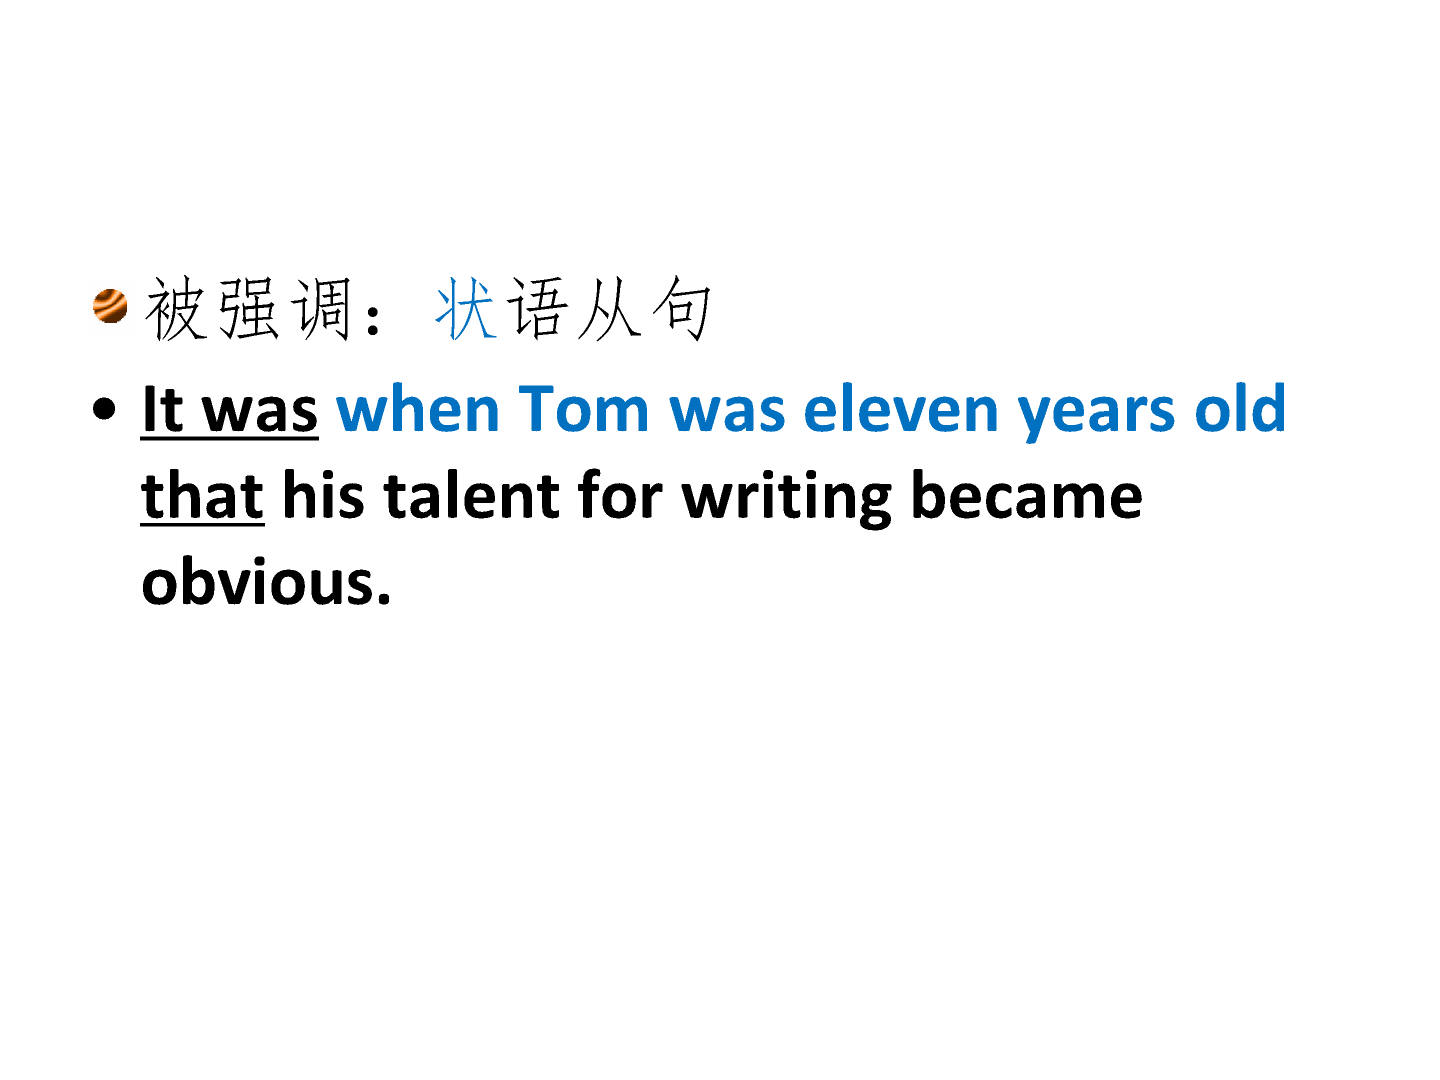 被强调：状语从句
• It was when Tom was eleven years old
that his talent for writing became
obvious.